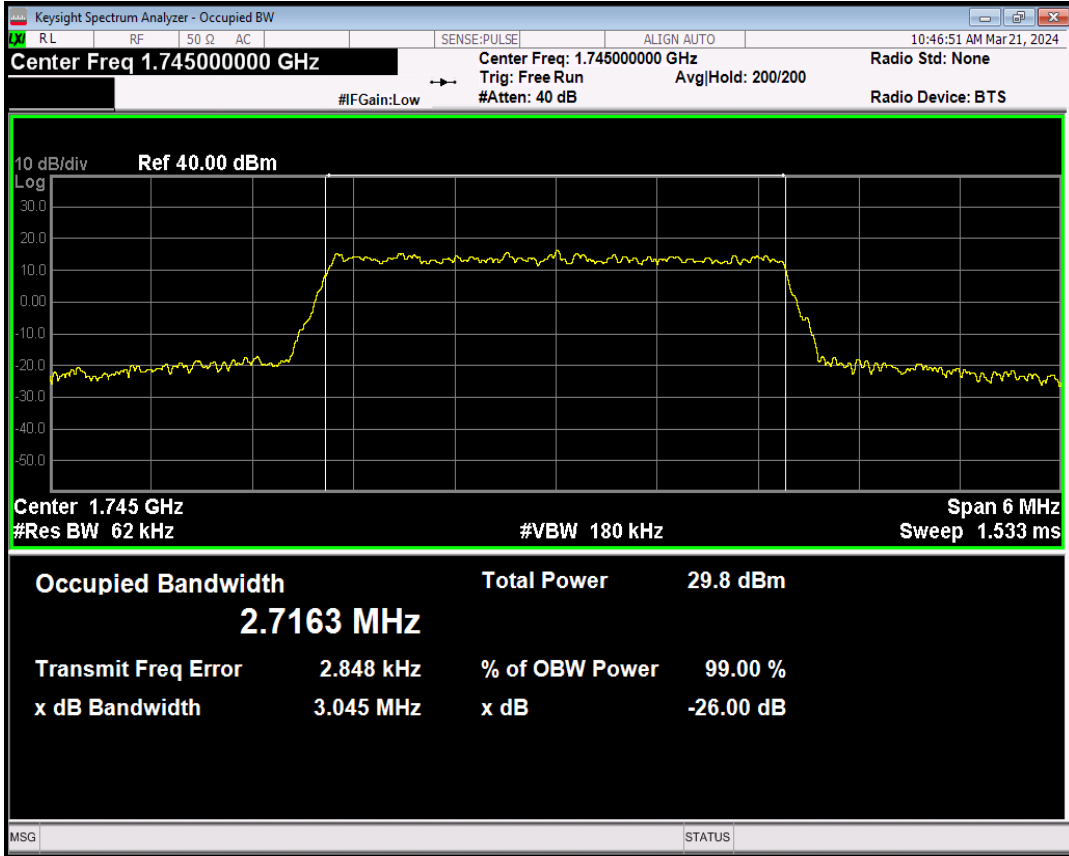 Keysight Spectrum Analyzer - Occupied BW
LXI RL RF 50 Ω AC SENSE:PULSE ALIGN AUTO 10:46:51 AM Mar 21, 2024
Center Freq 1.745000000 GHz Center Freq: 1.745000000 GHz Radio Std: None
Trig: Free Run Avg|Hold: 200/200
#IFGain:Low #Atten: 40 dB Radio Device: BTS
10 dB/div Ref 40.00 dBm
Log
30.0
20.0
10.0
0.00
-10.0
-20.0
-30.0
-40.0
-50.0
Center 1.745 GHz Span 6 MHz
#Res BW 62 kHz #VBW 180 kHz Sweep 1.533 ms
Occupied Bandwidth Total Power 29.8 dBm
2.7163 MHz
Transmit Freq Error 2.848 kHz % of OBW Power 99.00 %
x dB Bandwidth 3.045 MHz x dB -26.00 dB
MSG STATUS